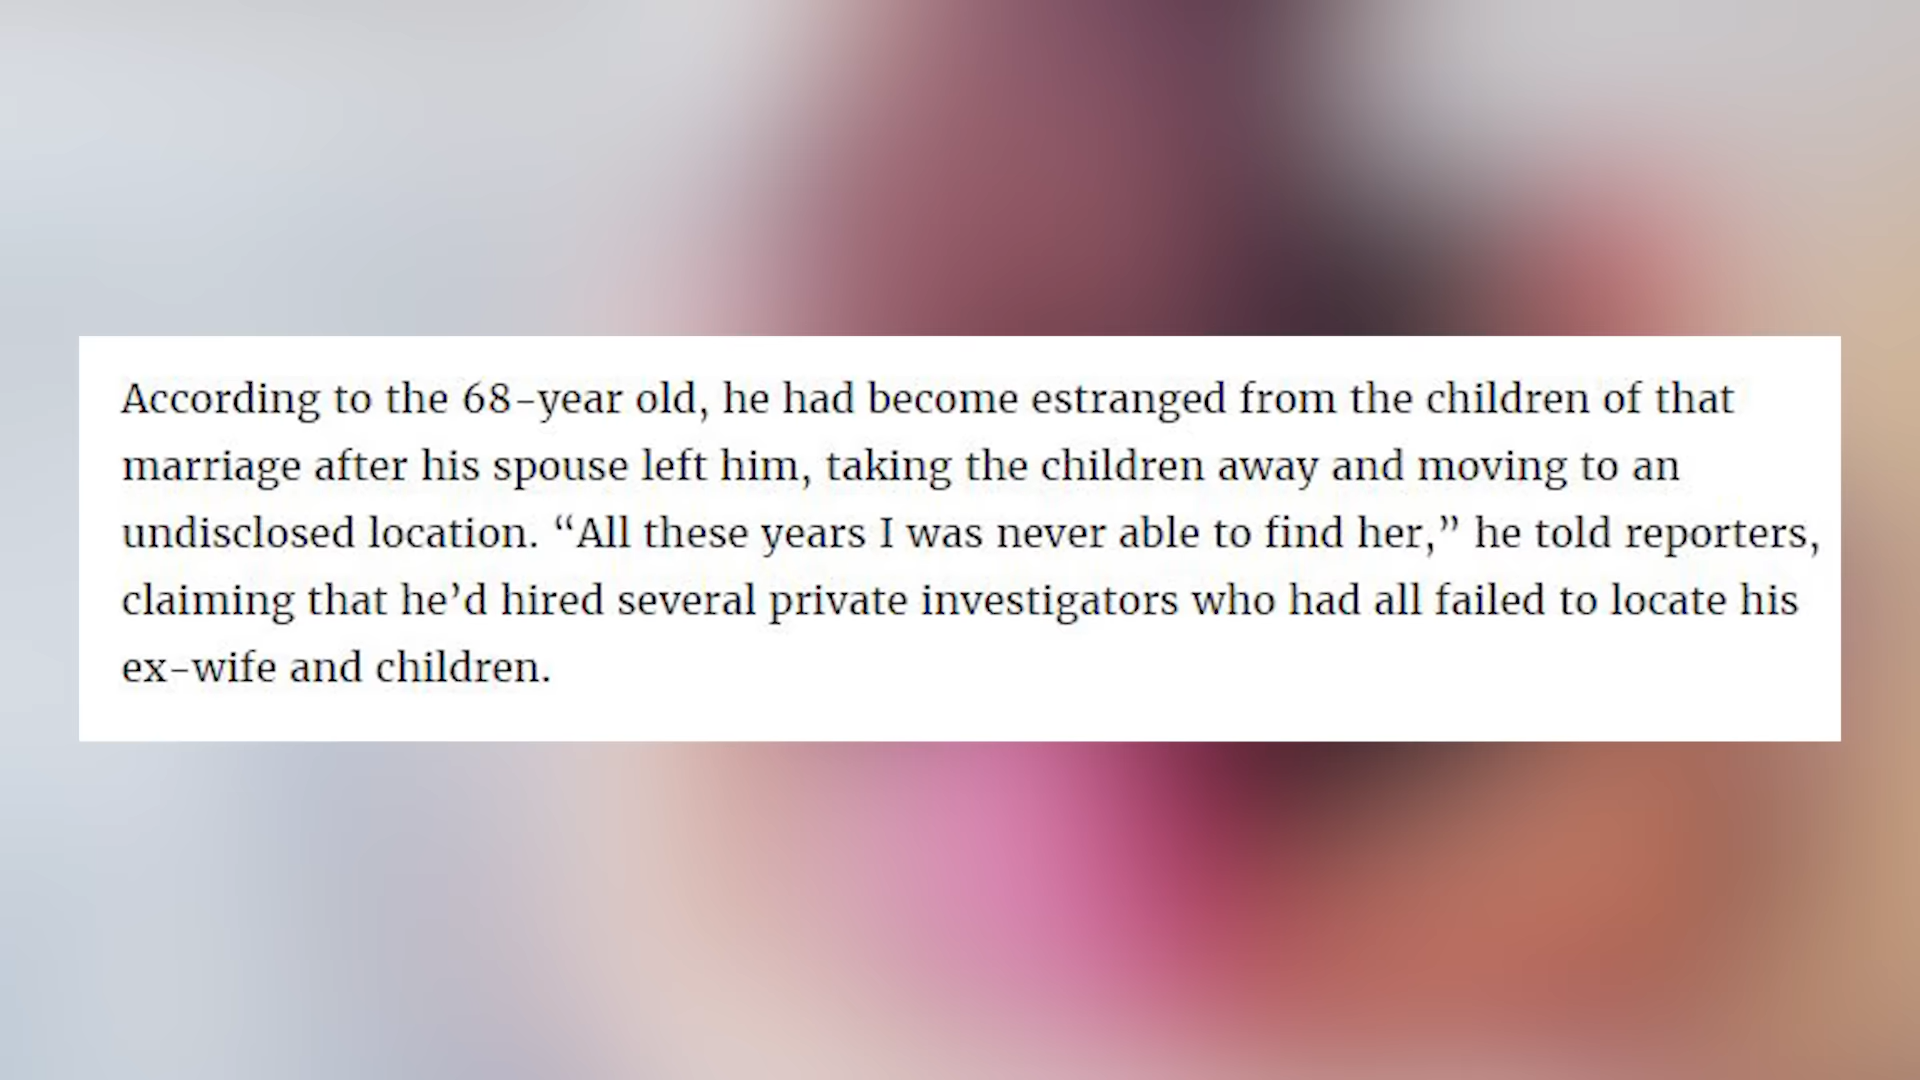 According to the 68-year old, he had become estranged from the children of that
marriage after his spouse left him, taking the children away and moving to an
undisclosed location. “All these years I was never able to find her,” he told reporters,
claiming that he’d hired several private investigators who had all failed to locate his
ex-wife and children.